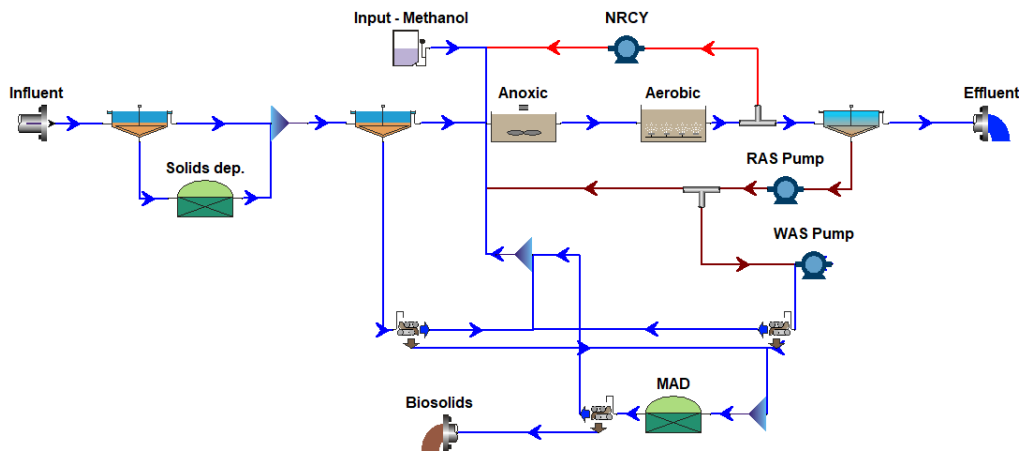 Input - Methanol
NRCY
Influent
Anoxic
Aerobic
Effluent
Solids dep.
RAS Pump
WAS Pump
MAD
Biosolids